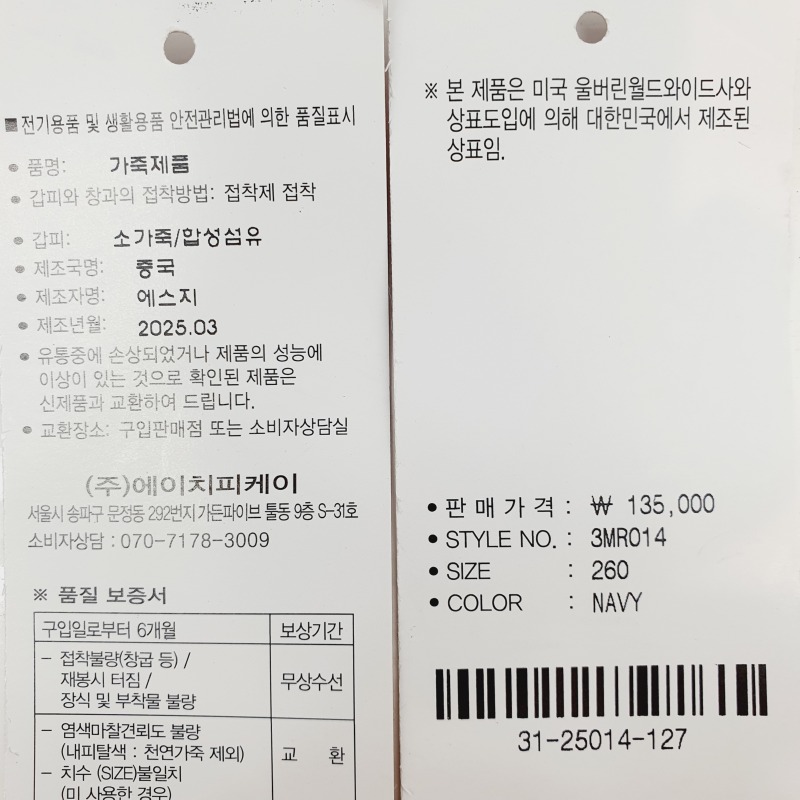 ■전기용품 및 생활용품 안전관리법에 의한 품질표시
● 품명: 가죽제품
● 갑피와 창과의 접착방법: 접착제 접착
● 갑피: 소가죽/합성섬유
● 제조국명: 중국
● 제조자명: 에스지
● 제조년월: 2025.03
● 유통중에 손상되었거나 제품의 성능에
이상이 있는 것으로 확인된 제품은
신제품과 교환하여 드립니다.
● 교환장소: 구입판매점 또는 소비자상담실
(주)에이치피케이
서울시 송파구 문정동 292번지 가든파이브 툴동 9층 S-31호
소비자상담 : 070-7178-3009
※ 품질 보증서
구입일로부터 6개월 보상기간
- 접착불량(창굽 등) /
재봉시 터짐 /
장식 및 부착물 불량
무상수선
- 염색마찰견뢰도 불량
(내피탈색 : 천연가죽 제외)
- 치수 (SIZE)불일치
(미 사용한 경우)
교 환
※ 본 제품은 미국 울버린월드와이드사와
상표도입에 의해 대한민국에서 제조된
상표임.
● 판 매 가 격 : ₩ 135,000
● STYLE NO. : 3MR014
● SIZE : 260
● COLOR : NAVY
31-25014-127